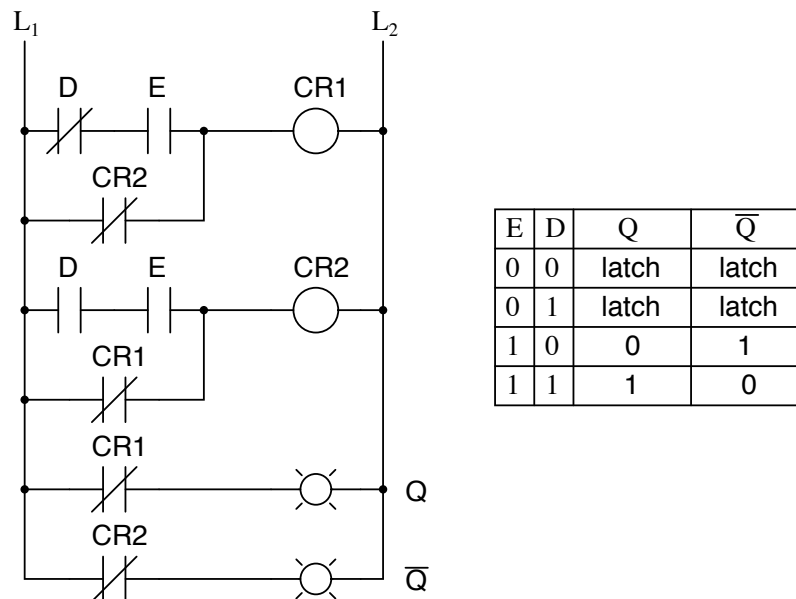 L₁ L₂
D E CR1
CR2
D E CR2
CR1
CR1
Q
CR2
Q̅
E D Q Q̅
0 0 latch latch
0 1 latch latch
1 0 0 1
1 1 1 0